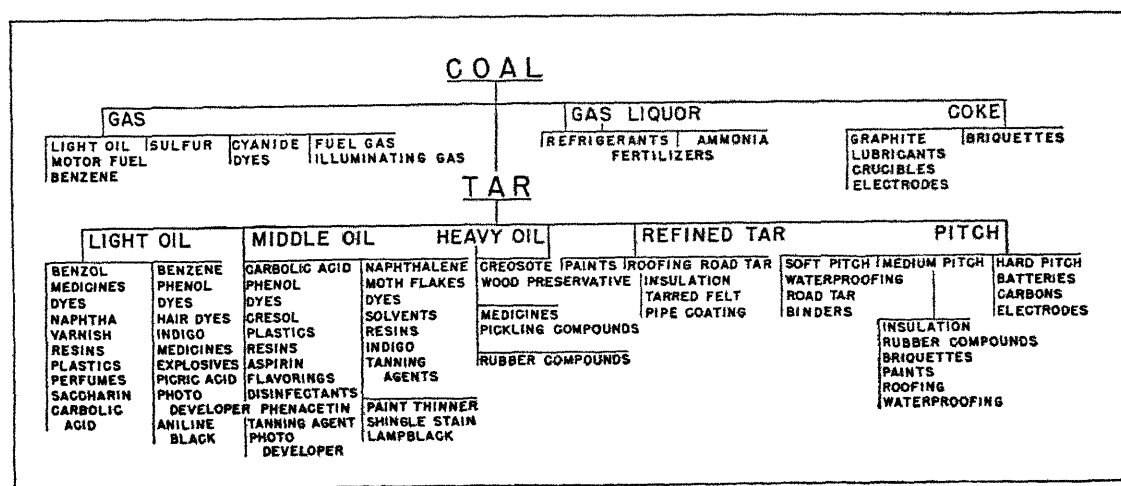 COAL
GAS
GAS LIQUOR
COKE
LIGHT OIL
MOTOR FUEL
BENZENE
SULFUR
CYANIDE
DYES
FUEL GAS
ILLUMINATING GAS
REFRIGERANTS
AMMONIA
FERTILIZERS
GRAPHITE
LUBRICANTS
CRUCIBLES
ELECTRODES
BRIQUETTES
TAR
LIGHT OIL
MIDDLE OIL
HEAVY OIL
REFINED TAR
PITCH
BENZOL
MEDICINES
DYES
NAPHTHA
VARNISH
RESINS
PLASTICS
PERFUMES
SACCHARIN
CARBOLIC
ACID
BENZENE
PHENOL
DYES
HAIR DYES
INDIGO
MEDICINES
EXPLOSIVES
PICRIC ACID
PHOTO
DEVELOPER
ANILINE
BLACK
CARBOLIC ACID
PHENOL
DYES
CRESOL
PLASTICS
RESINS
ASPIRIN
FLAVORINGS
DISINFECTANTS
PHENACETIN
TANNING AGENT
PHOTO
DEVELOPER
NAPHTHALENE
MOTH FLAKES
DYES
SOLVENTS
RESINS
INDIGO
TANNING
AGENTS
PAINT THINNER
SHINGLE STAIN
LAMPBLACK
CREOSOTE
WOOD PRESERVATIVE
MEDICINES
PICKLING COMPOUNDS
RUBBER COMPOUNDS
PAINTS
ROOFING ROAD TAR
INSULATION
TARRED FELT
PIPE COATING
SOFT PITCH
WATERPROOFING
ROAD TAR
BINDERS
MEDIUM PITCH
INSULATION
RUBBER COMPOUNDS
BRIQUETTES
PAINTS
ROOFING
WATERPROOFING
HARD PITCH
BATTERIES
CARBONS
ELECTRODES